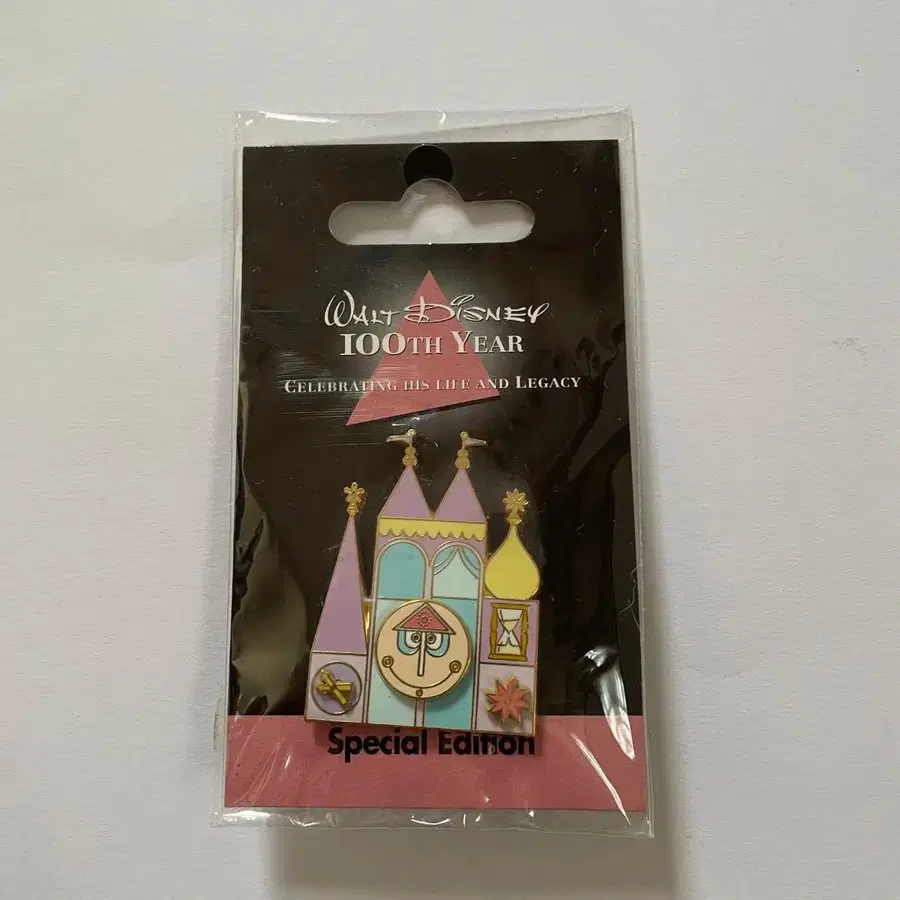 Walt Disney
100th Year
Celebrating his life and Legacy
Special Edition